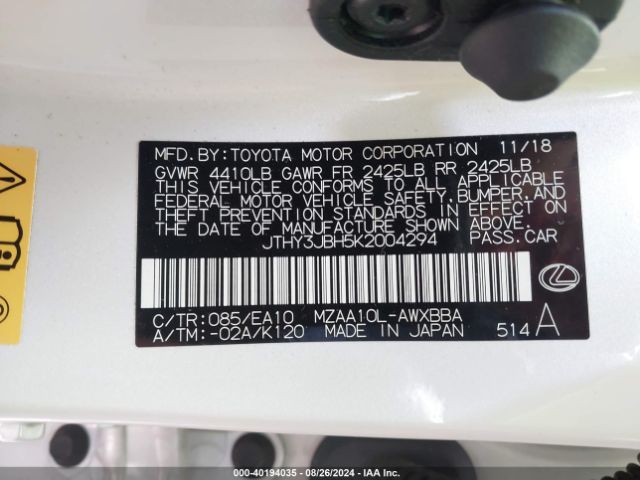 MFD.BY:TOYOTA MOTOR CORPORATION 11/18
GVWR 4410LB GAWR FR 2425LB RR 2425LB
THIS VEHICLE CONFORMS TO ALL APPLICABLE
FEDERAL MOTOR VEHICLE SAFETY,BUMPER,AND
THEFT PREVENTION STANDARDS IN EFFECT ON
THE DATE OF MANUFACTURE SHOWN ABOVE.
JTHY3JBH5K2004294 PASS.CAR
C/TR:085/EA10 MZAA10L-AWXBBA
A/TM:-02A/K120 MADE IN JAPAN 514 A
000-40194035 - 08/26/2024 - IAA Inc.